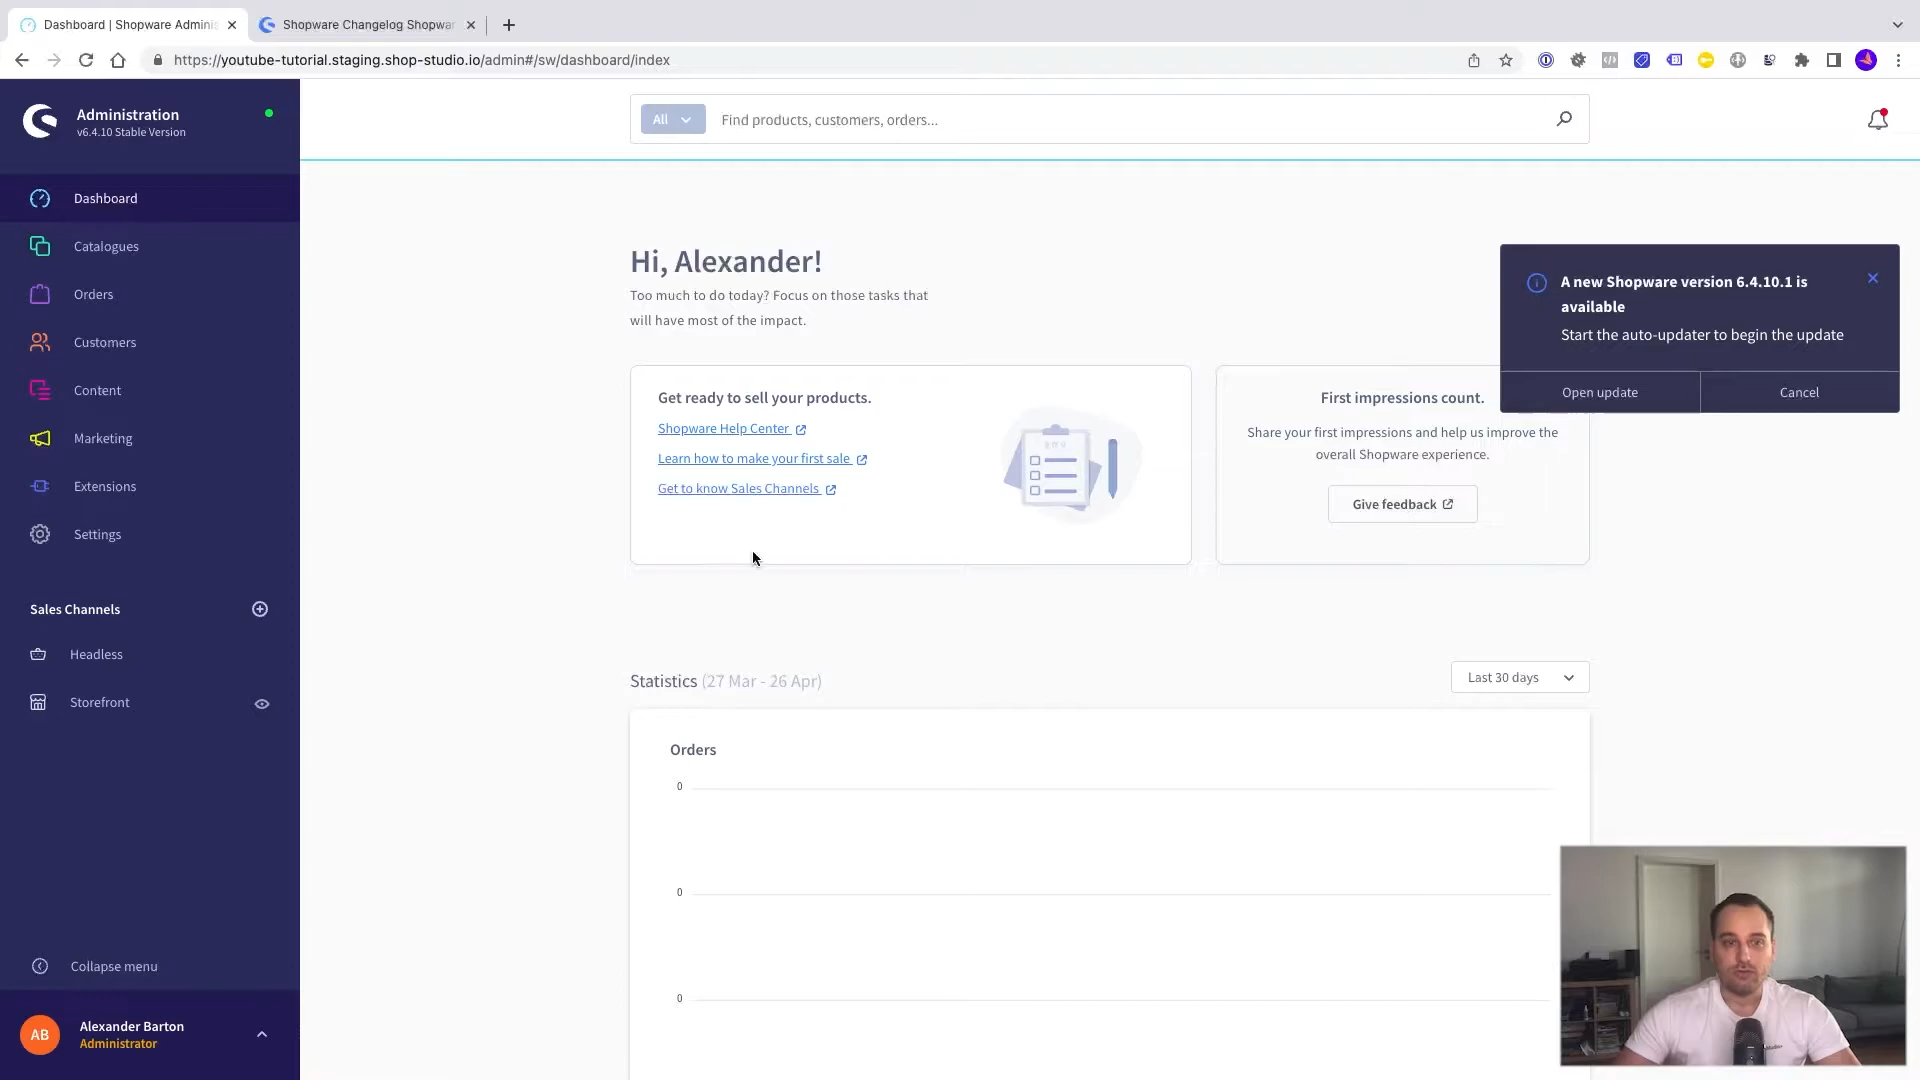 Dashboard | Shopware Adminis
Shopware Changelog Shopwar
https://youtube-tutorial.staging.shop-studio.io/admin#/sw/dashboard/index
Administration
v6.4.10 Stable Version
All
Find products, customers, orders...
Dashboard
Catalogues
Orders
Customers
Content
Marketing
Extensions
Settings
Sales Channels
Headless
Storefront
Collapse menu
AB
Alexander Barton
Administrator
Hi, Alexander!
Too much to do today? Focus on those tasks that
will have most of the impact.
A new Shopware version 6.4.10.1 is
available
Start the auto-updater to begin the update
Open update
Cancel
Get ready to sell your products.
Shopware Help Center
Learn how to make your first sale
Get to know Sales Channels
First impressions count.
Share your first impressions and help us improve the
overall Shopware experience.
Give feedback
Statistics (27 Mar - 26 Apr)
Last 30 days
Orders
0
0
0